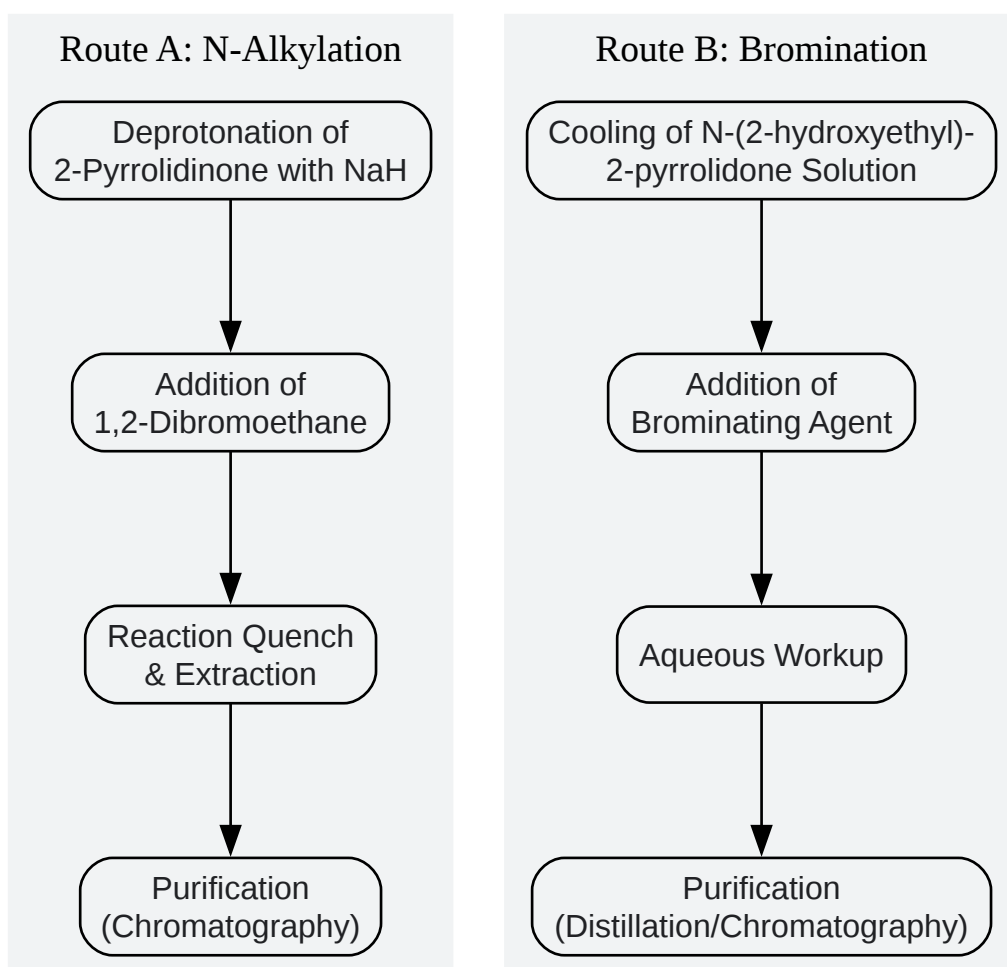 Route A: N-Alkylation
Deprotonation of
2-Pyrrolidinone with NaH
Addition of
1,2-Dibromoethane
Reaction Quench
& Extraction
Purification
(Chromatography)
Route B: Bromination
Cooling of N-(2-hydroxyethyl)-
2-pyrrolidone Solution
Addition of
Brominating Agent
Aqueous Workup
Purification
(Distillation/Chromatography)